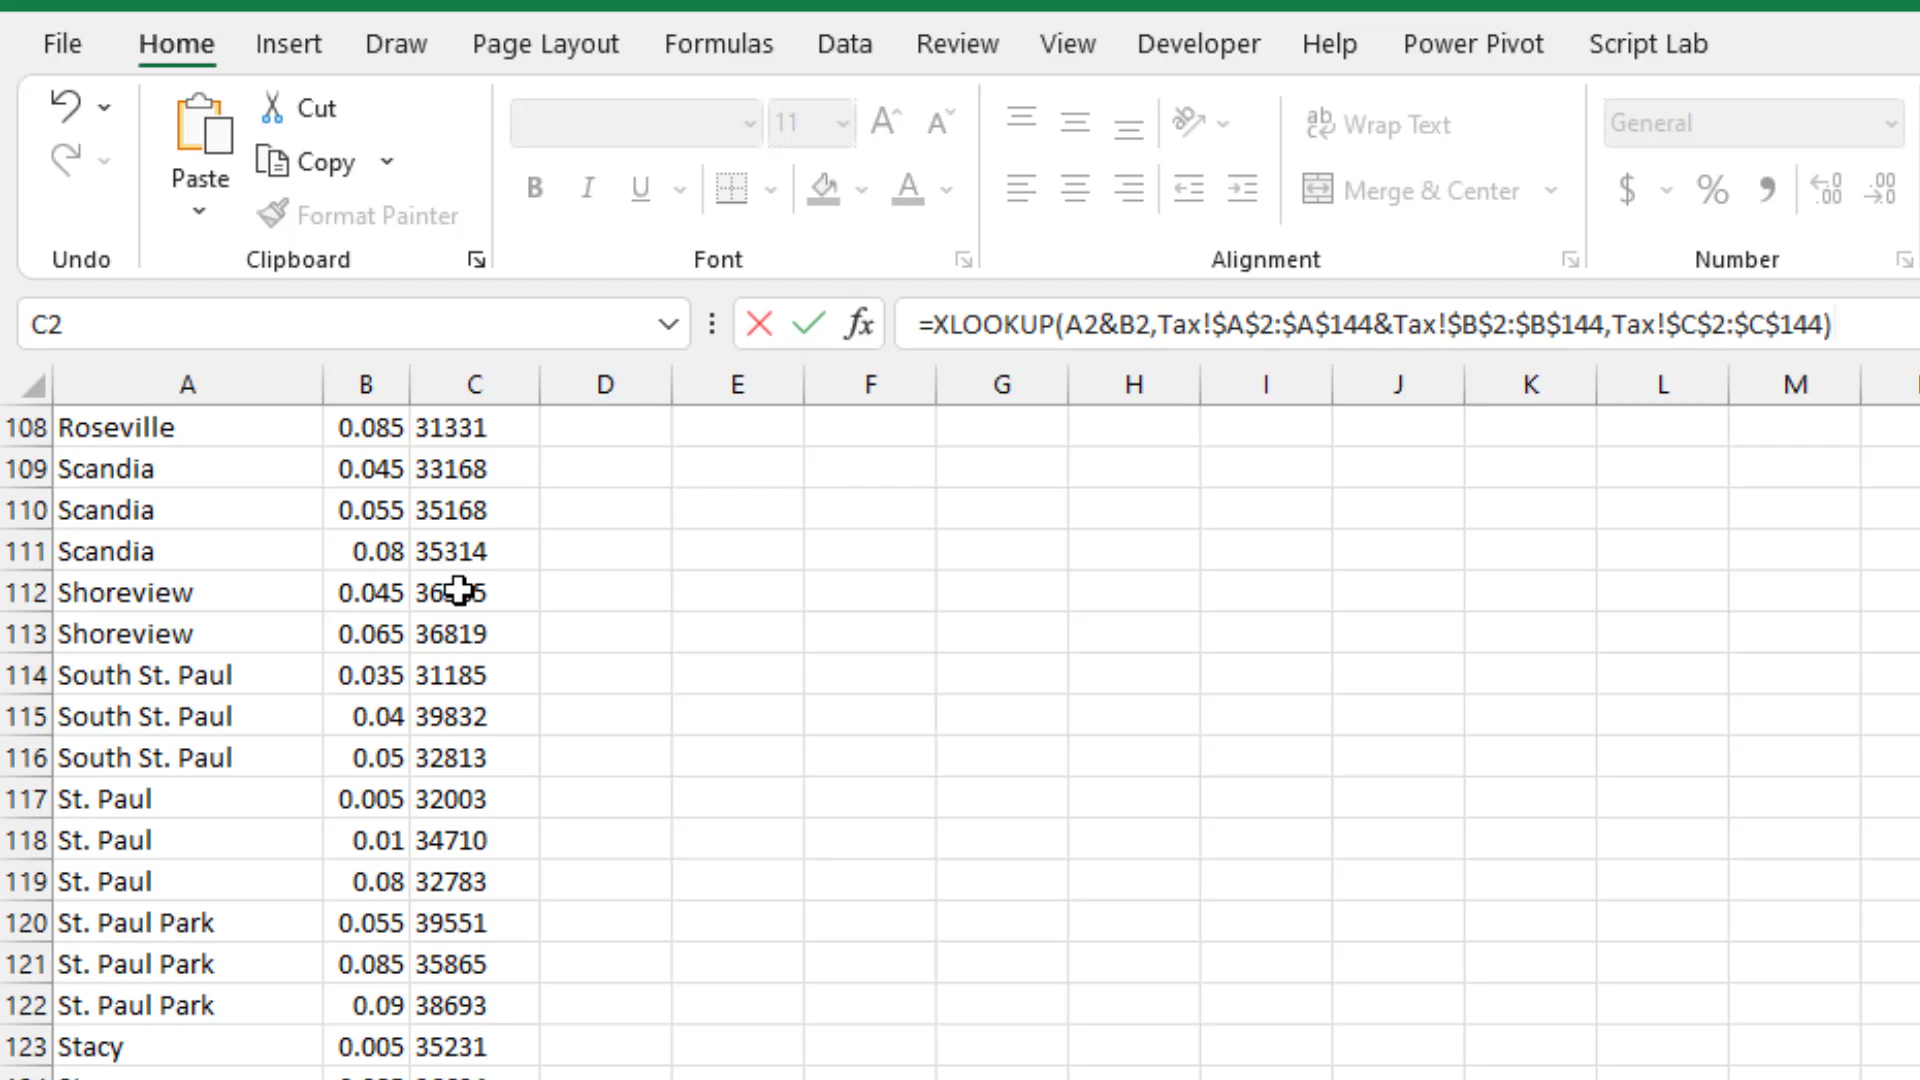 File Home Insert Draw Page Layout Formulas Data Review View Developer Help Power Pivot Script Lab
Cut
11
Wrap Text
General
Copy
Paste
B I U
Merge & Center
$ % 9
Format Painter
Undo Clipboard Font Alignment Number
C2 fx =XLOOKUP(A2&B2,Tax!$A$2:$A$144&Tax!$B$2:$B$144,Tax!$C$2:$C$144)
A B C D E F G H I J K L M
108 Roseville 0.085 31331
109 Scandia 0.045 33168
110 Scandia 0.055 35168
111 Scandia 0.08 35314
112 Shoreview 0.045
113 Shoreview 0.065 36819
114 South St. Paul 0.035 31185
115 South St. Paul 0.04 39832
116 South St. Paul 0.05 32813
117 St. Paul 0.005 32003
118 St. Paul 0.01 34710
119 St. Paul 0.08 32783
120 St. Paul Park 0.055 39551
121 St. Paul Park 0.085 35865
122 St. Paul Park 0.09 38693
123 Stacy 0.005 35231